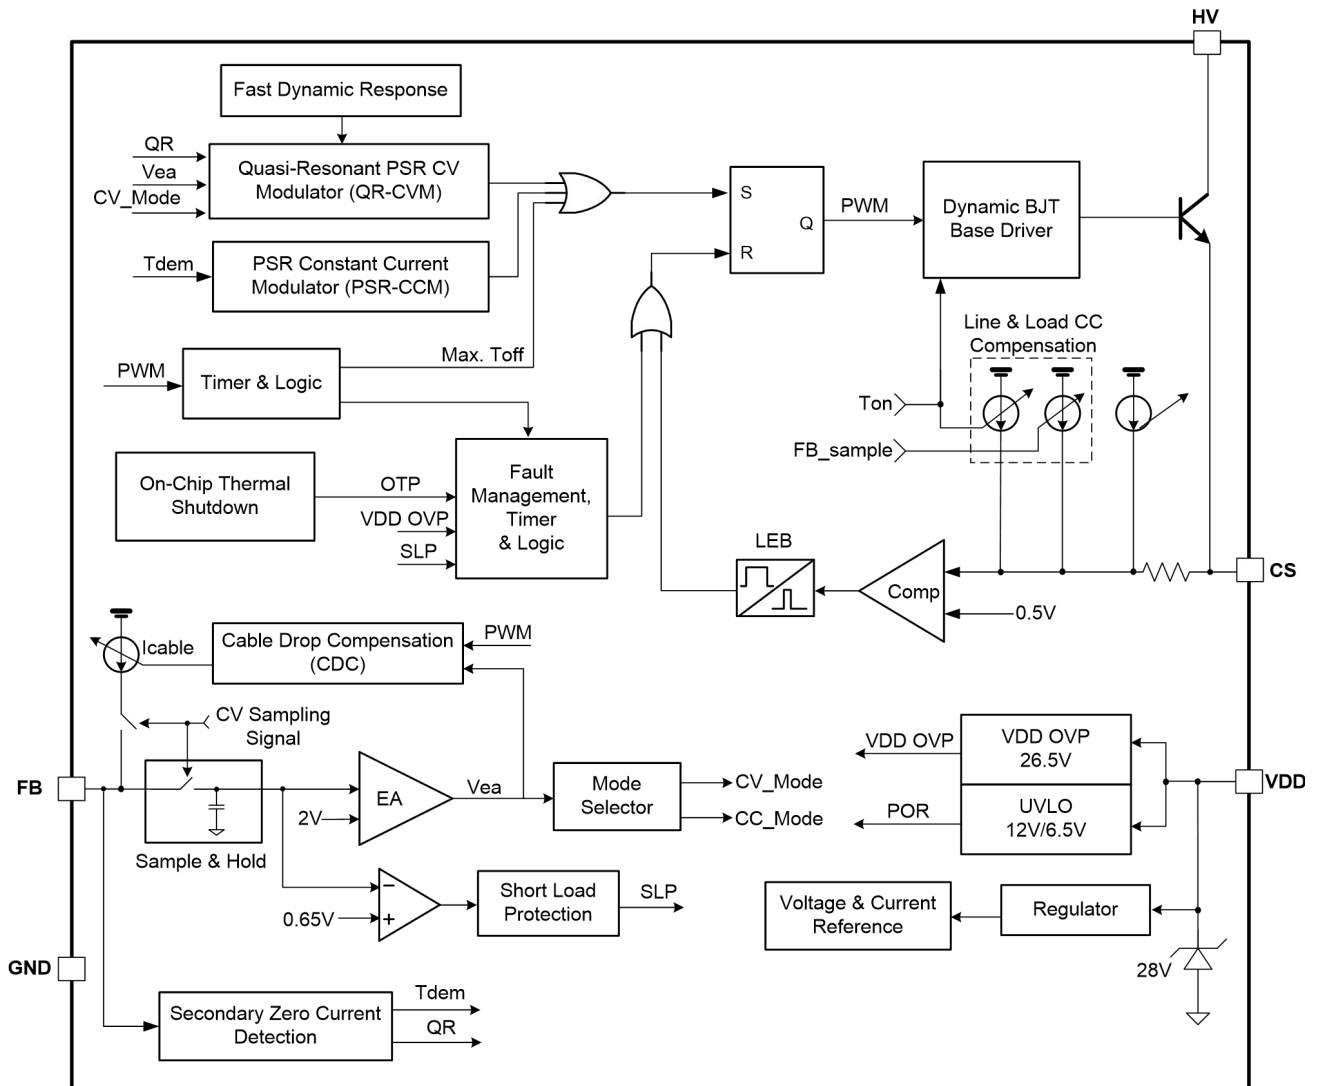 HV
Fast Dynamic Response
QR
Vea
CV_Mode
Quasi-Resonant PSR CV
Modulator (QR-CVM)
Tdem
PSR Constant Current
Modulator (PSR-CCM)
S
R
Q
PWM
Dynamic BJT
Base Driver
Line & Load CC
Compensation
PWM
Timer & Logic
Max. Toff
Ton
FB_sample
On-Chip Thermal
Shutdown
OTP
VDD OVP
SLP
Fault
Management,
Timer
& Logic
LEB
Comp
0.5V
CS
Icable
Cable Drop Compensation
(CDC)
PWM
CV Sampling
Signal
FB
Sample & Hold
2V
EA
Vea
Mode
Selector
CV_Mode
CC_Mode
VDD OVP
POR
VDD OVP
26.5V
UVLO
12V/6.5V
VDD
0.65V
−
+
Short Load
Protection
SLP
Voltage & Current
Reference
Regulator
28V
GND
Secondary Zero Current
Detection
Tdem
QR